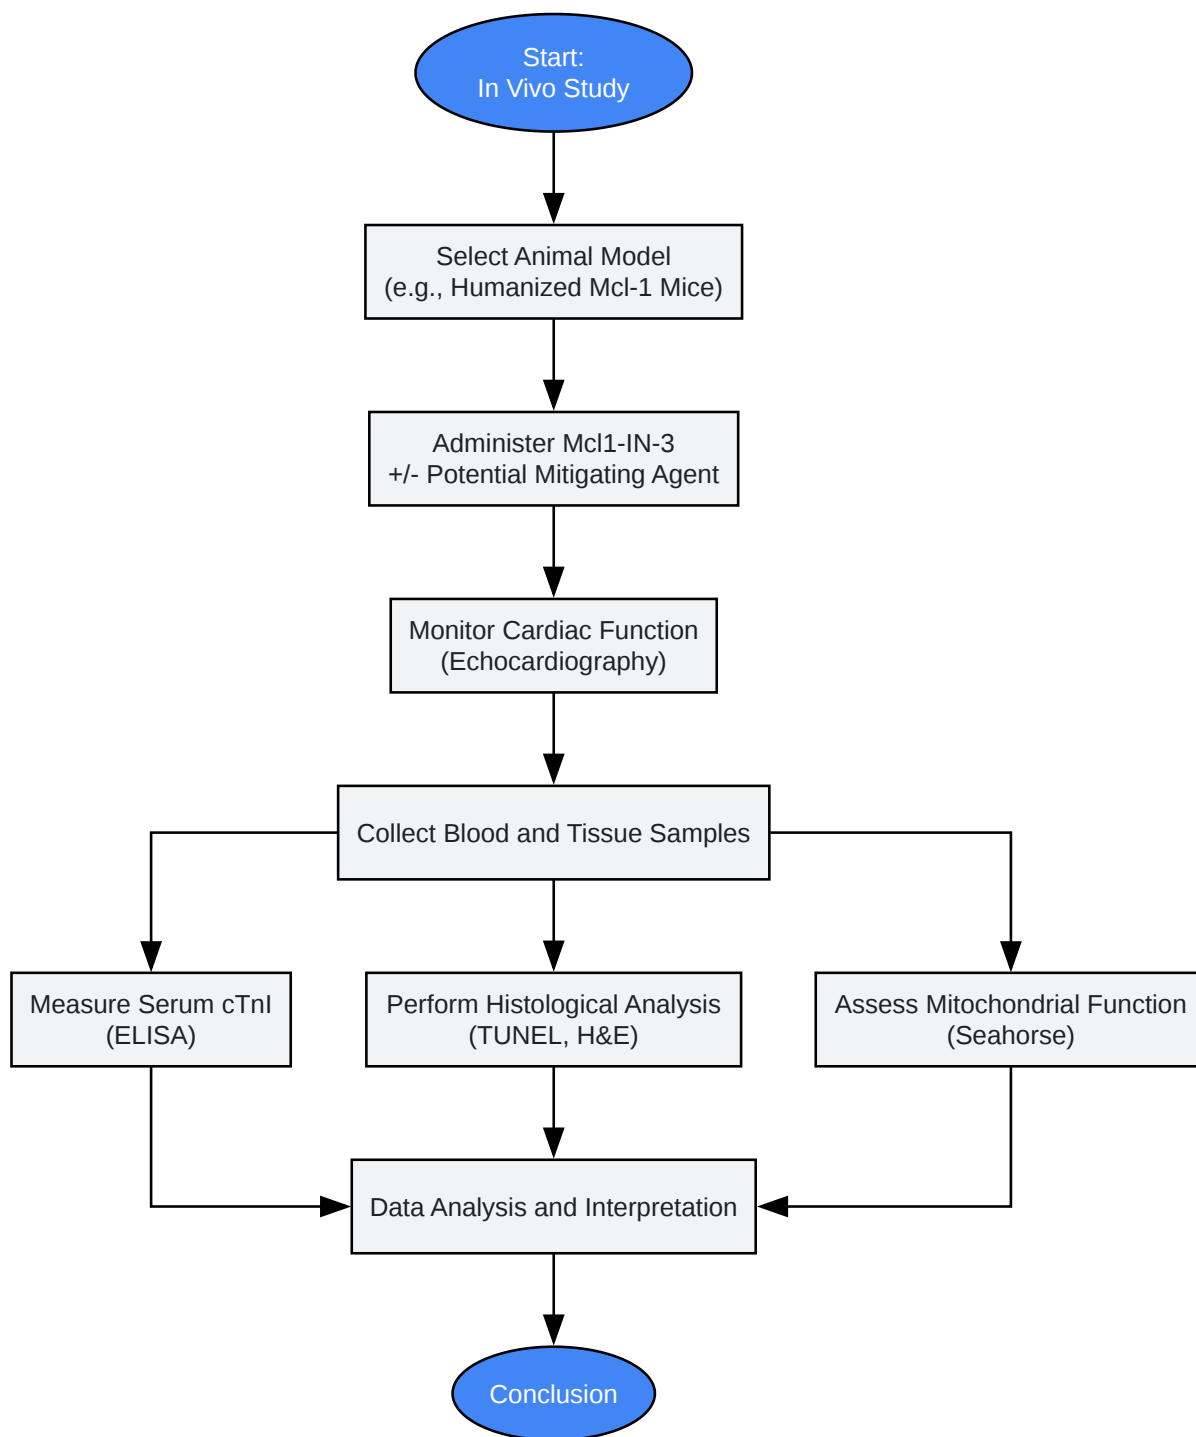 Start:
In Vivo Study
Select Animal Model
(e.g., Humanized Mcl-1 Mice)
Administer Mcl1-IN-3
+/- Potential Mitigating Agent
Monitor Cardiac Function
(Echocardiography)
Collect Blood and Tissue Samples
Measure Serum cTnI
(ELISA)
Perform Histological Analysis
(TUNEL, H&E)
Assess Mitochondrial Function
(Seahorse)
Data Analysis and Interpretation
Conclusion